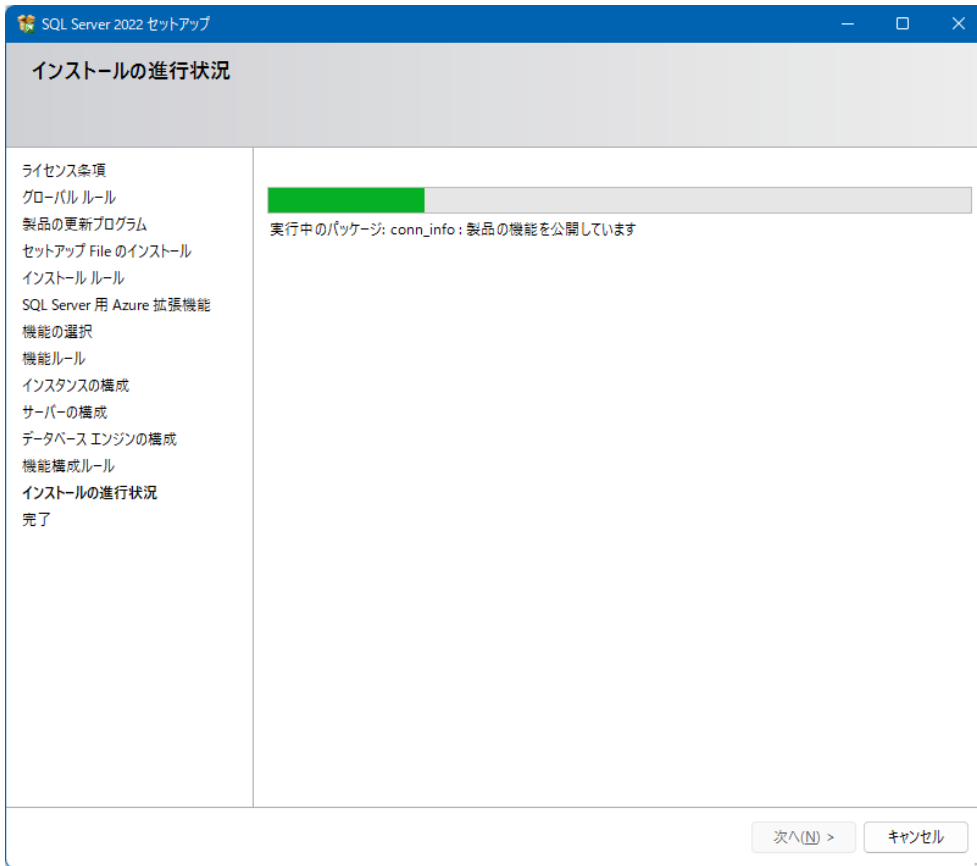 SQL Server 2022 セットアップ
インストールの進行状況
ライセンス条項
グローバル ルール
製品の更新プログラム
セットアップ File のインストール
インストール ルール
SQL Server 用 Azure 拡張機能
機能の選択
機能ルール
インスタンスの構成
サーバーの構成
データベース エンジンの構成
機能構成ルール
インストールの進行状況
完了
実行中のパッケージ: conn_info : 製品の機能を公開しています
次へ(N) >
キャンセル